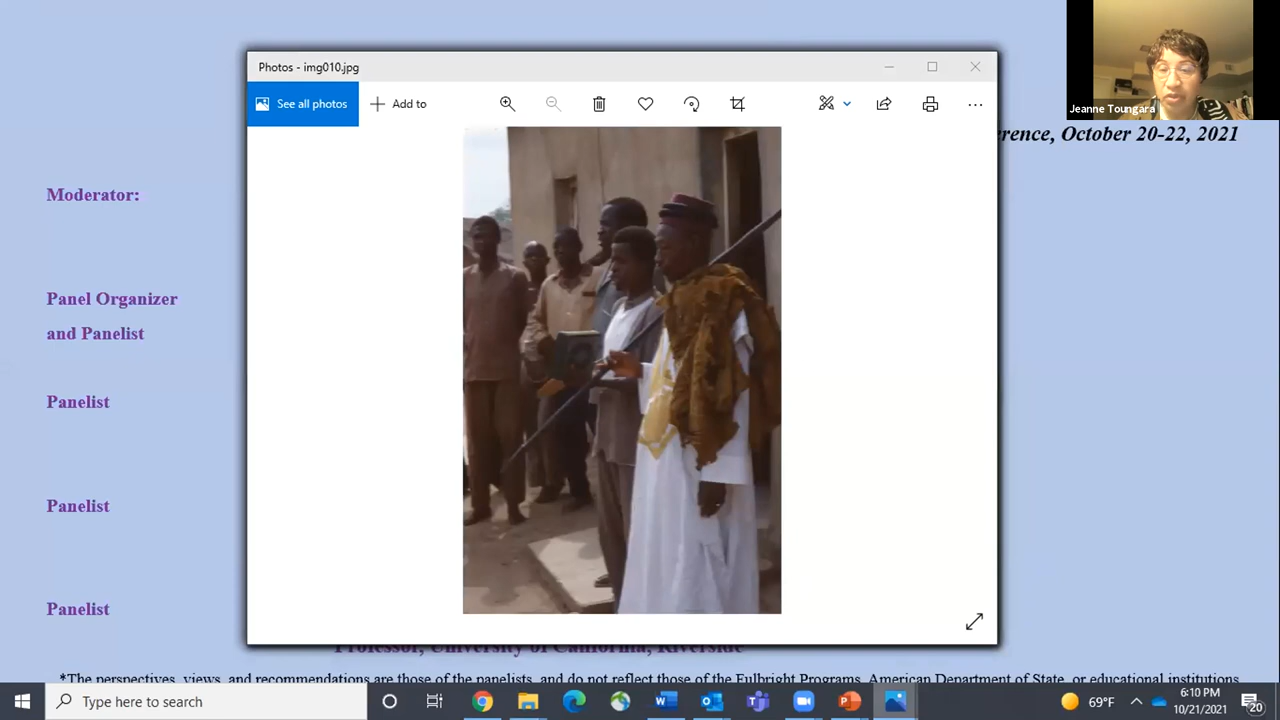 Photos - img010.jpg
See all photos
Add to
Jeanne Toungara
rence, October 20-22, 2021
Moderator:
Panel Organizer
and Panelist
Panelist
Panelist
Panelist
Professor, University of California, Riverside
*The perspectives, views, and recommendations are those of the panelists, and do not reflect those of the Fulbright Programs, American Department of State, or educational institutions
Type here to search
69°F
6:10 PM
10/21/2021
20